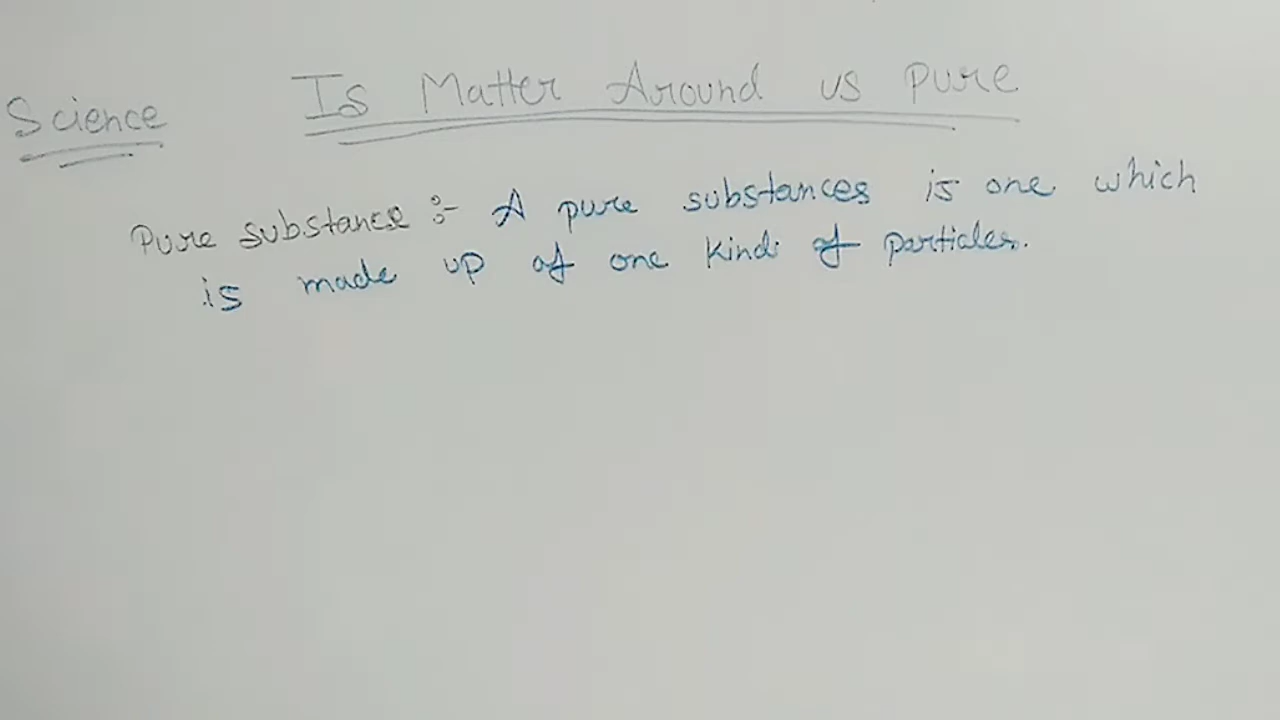 Science
Is Matter Around us Pure
Pure substance :- A pure substances is one which
is made up of one kind of particles.